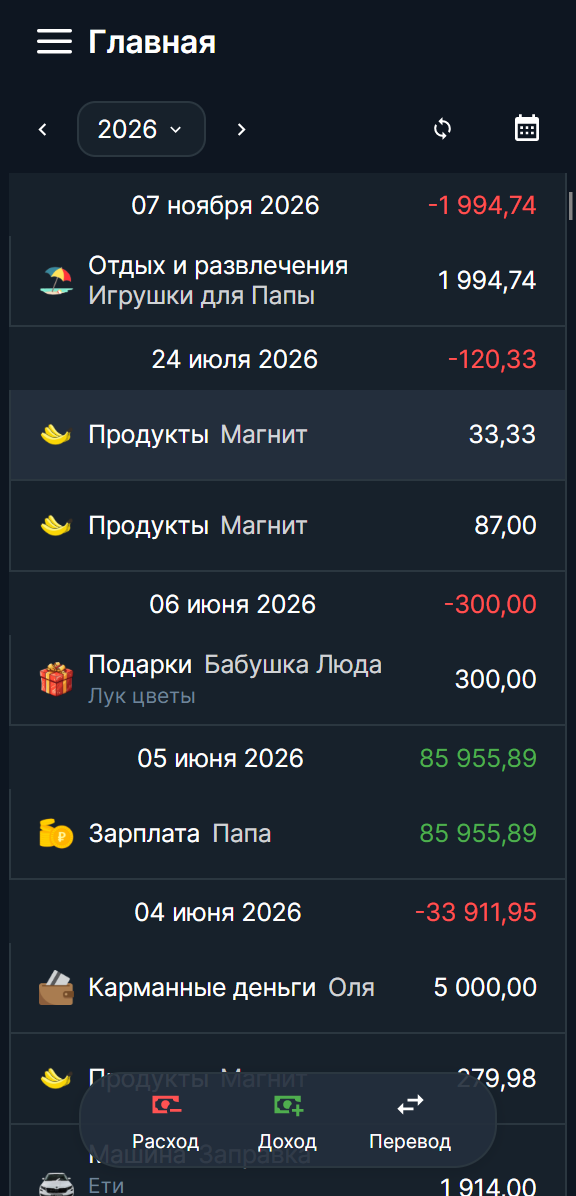 Главная
2026
07 ноября 2026 -1 994,74
Отдых и развлечения
Игрушки для Папы
1 994,74
24 июля 2026 -120,33
Продукты Магнит 33,33
Продукты Магнит 87,00
06 июня 2026 -300,00
Подарки Бабушка Люда
Лук цветы
300,00
05 июня 2026 85 955,89
Зарплата Папа 85 955,89
04 июня 2026 -33 911,95
Карманные деньги Оля 5 000,00
Продукты Магнит 279,98
Расход Доход Перевод
Машина Заправка
Ети
1 914,00